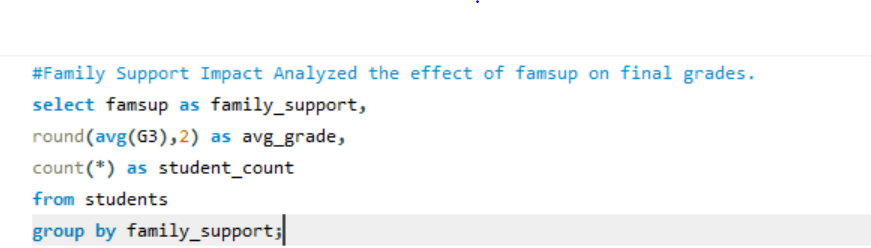 #Family Support Impact Analyzed the effect of famsup on final grades.
select famsup as family_support,
round(avg(G3),2) as avg_grade,
count(*) as student_count
from students
group by family_support;